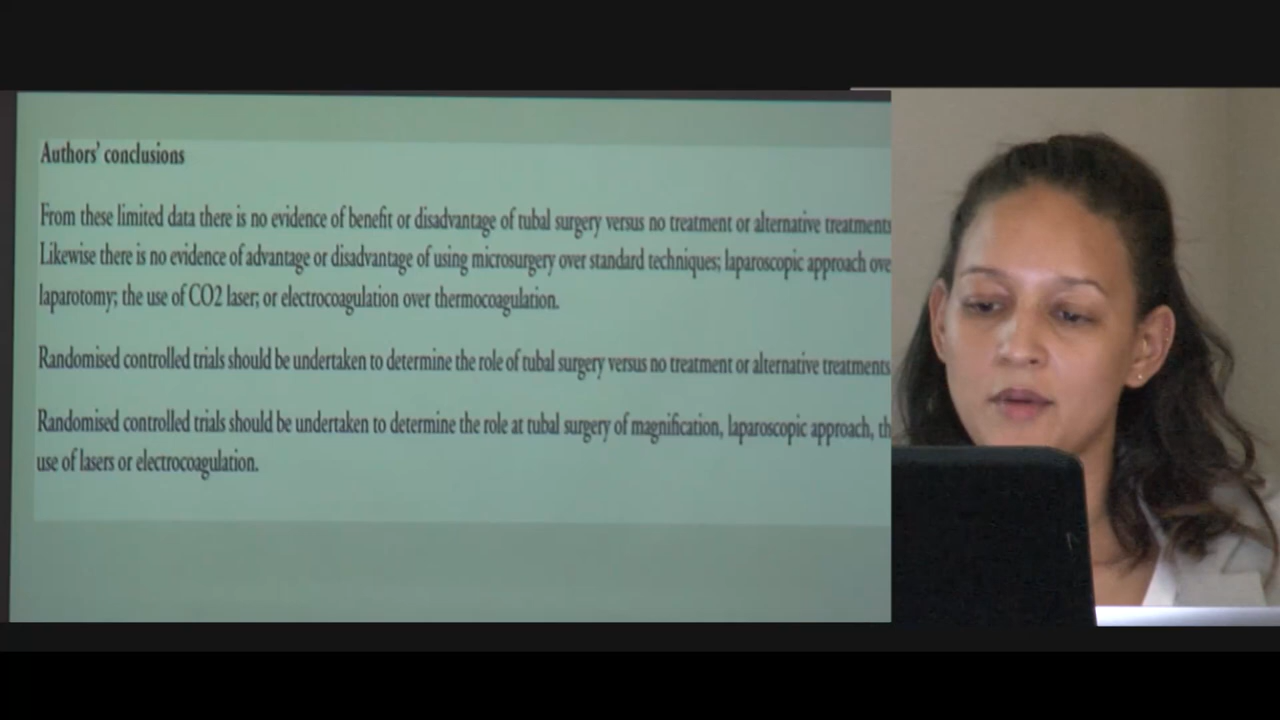 Authors' conclusions
From these limited data there is no evidence of benefit or disadvantage of tubal surgery versus no treatment or alternative treatments
Likewise there is no evidence of advantage or disadvantage of using microsurgery over standard techniques; laparoscopic approach ove
laparotomy; the use of CO2 laser; or electrocoagulation over thermocoagulation.
Randomised controlled trials should be undertaken to determine the role of tubal surgery versus no treatment or alternative treatments
Randomised controlled trials should be undertaken to determine the role at tubal surgery of magnification, laparoscopic approach, th
use of lasers or electrocoagulation.